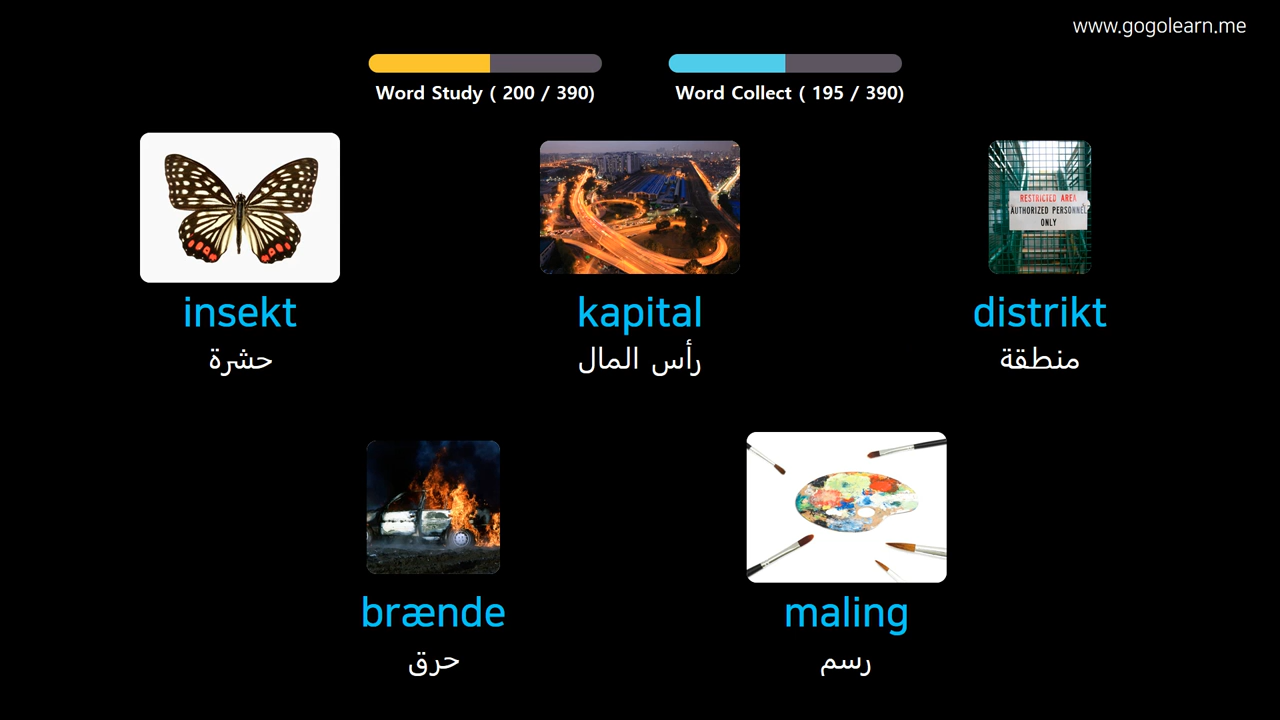 www.gogolearn.me
Word Study ( 200 / 390)
Word Collect ( 195 / 390)
RESTRICTED AREA
AUTHORIZED PERSONNEL
ONLY
insekt
kapital
distrikt
حشرة
رأس المال
منطقة
brænde
maling
حرق
رسم